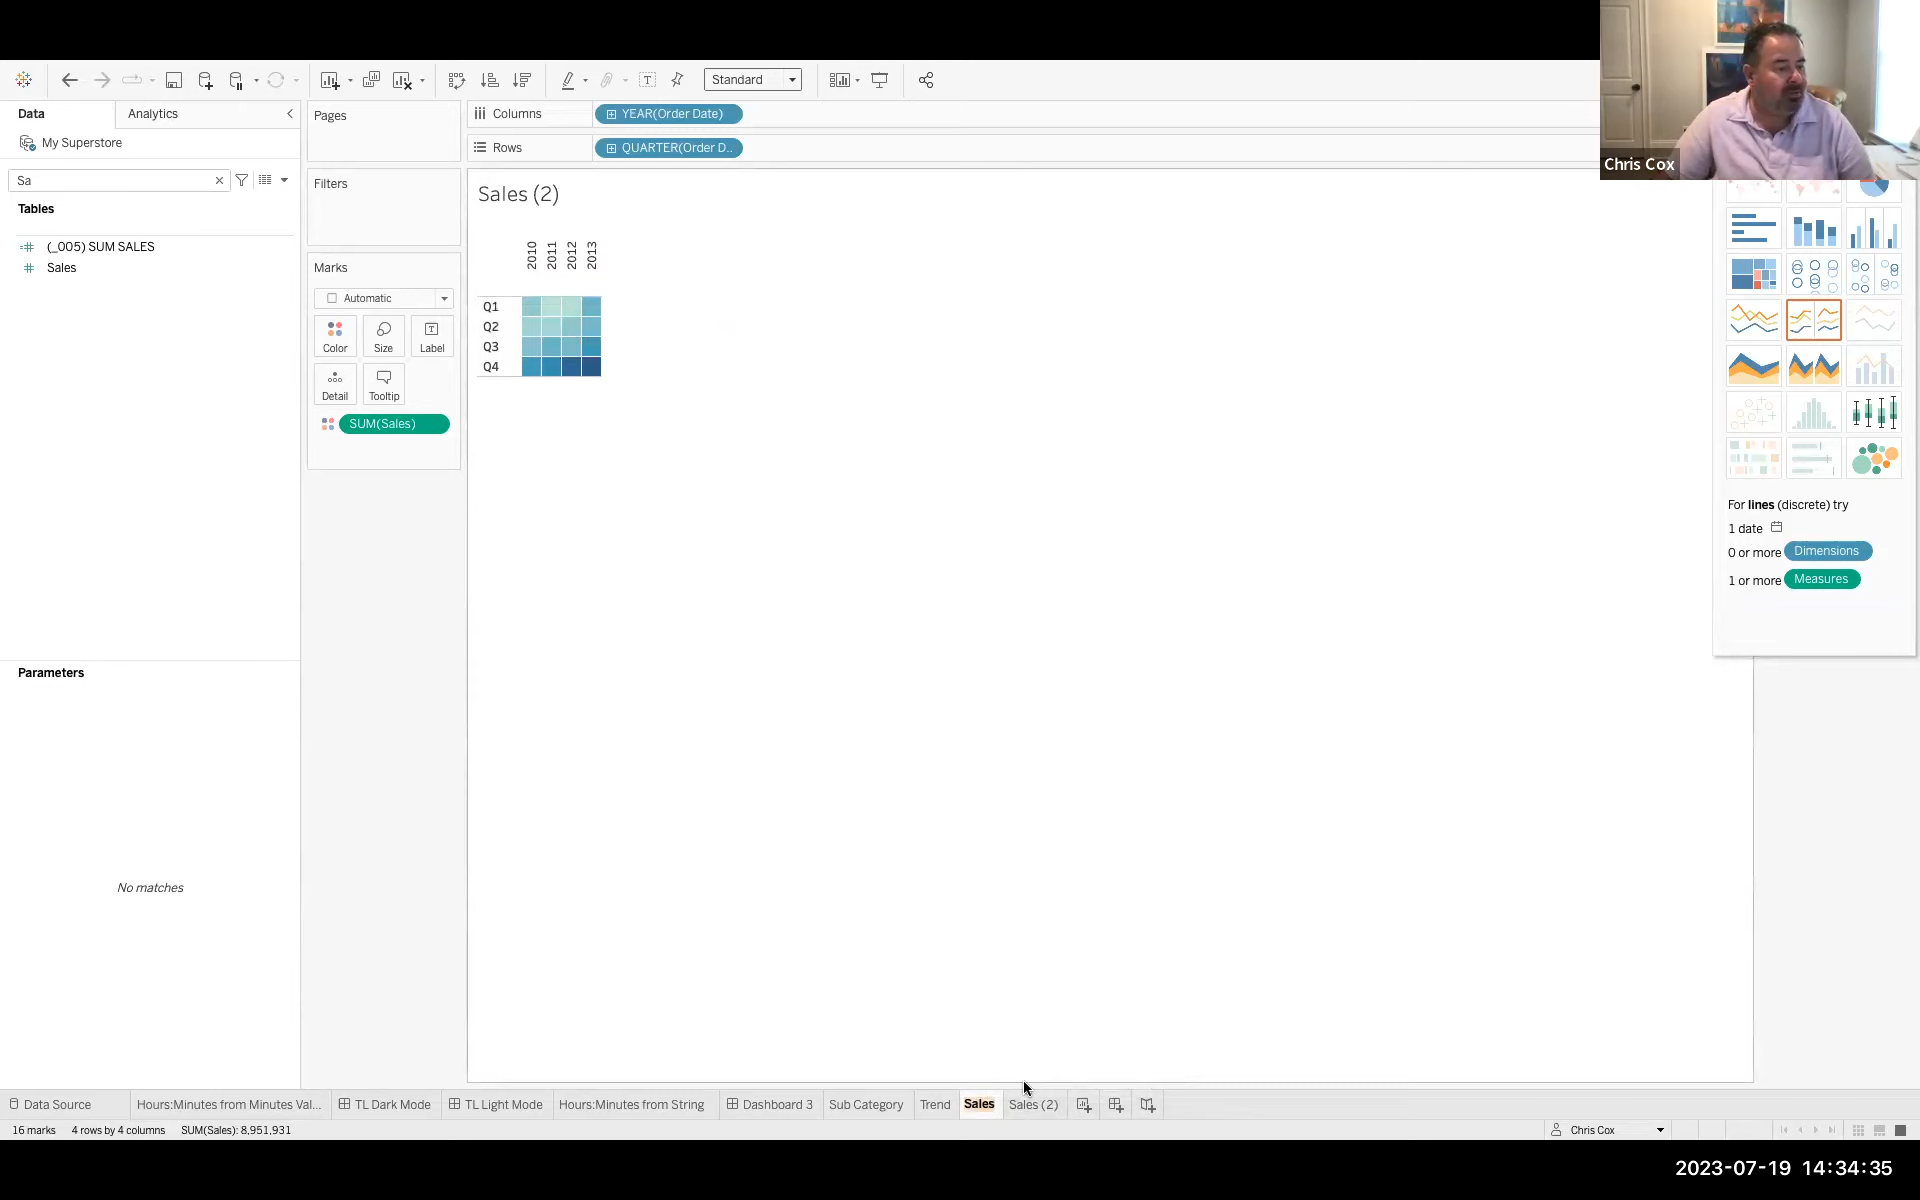 Standard
Chris Cox
Data
Analytics
My Superstore
Sa
Tables
(_005) SUM SALES
Sales
Parameters
No matches
Pages
Filters
Marks
Automatic
Color
Size
Label
Detail
Tooltip
SUM(Sales)
Columns
YEAR(Order Date)
Rows
QUARTER(Order D..
Sales (2)
2010
2011
2012
2013
Q1
Q2
Q3
Q4
For lines (discrete) try
1 date
0 or more Dimensions
1 or more Measures
Data Source
Hours:Minutes from Minutes Val...
TL Dark Mode
TL Light Mode
Hours:Minutes from String
Dashboard 3
Sub Category
Trend
Sales
Sales (2)
16 marks
4 rows by 4 columns
SUM(Sales): 8,951,931
Chris Cox
2023-07-19 14:34:35